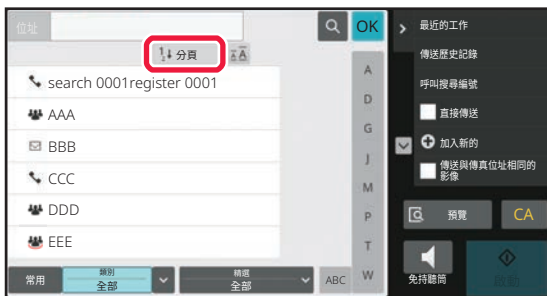 位址
OK
1↓2 分頁
search 0001register 0001
AAA
BBB
CCC
DDD
EEE
A
D
G
J
M
P
T
W
常用
類別
全部
精選
全部
ABC
最近的工作
傳送歷史記錄
呼叫搜尋編號
直接傳送
加入新的
傳送與傳真位址相同的
影像
預覽
CA
免持聽筒
啟動